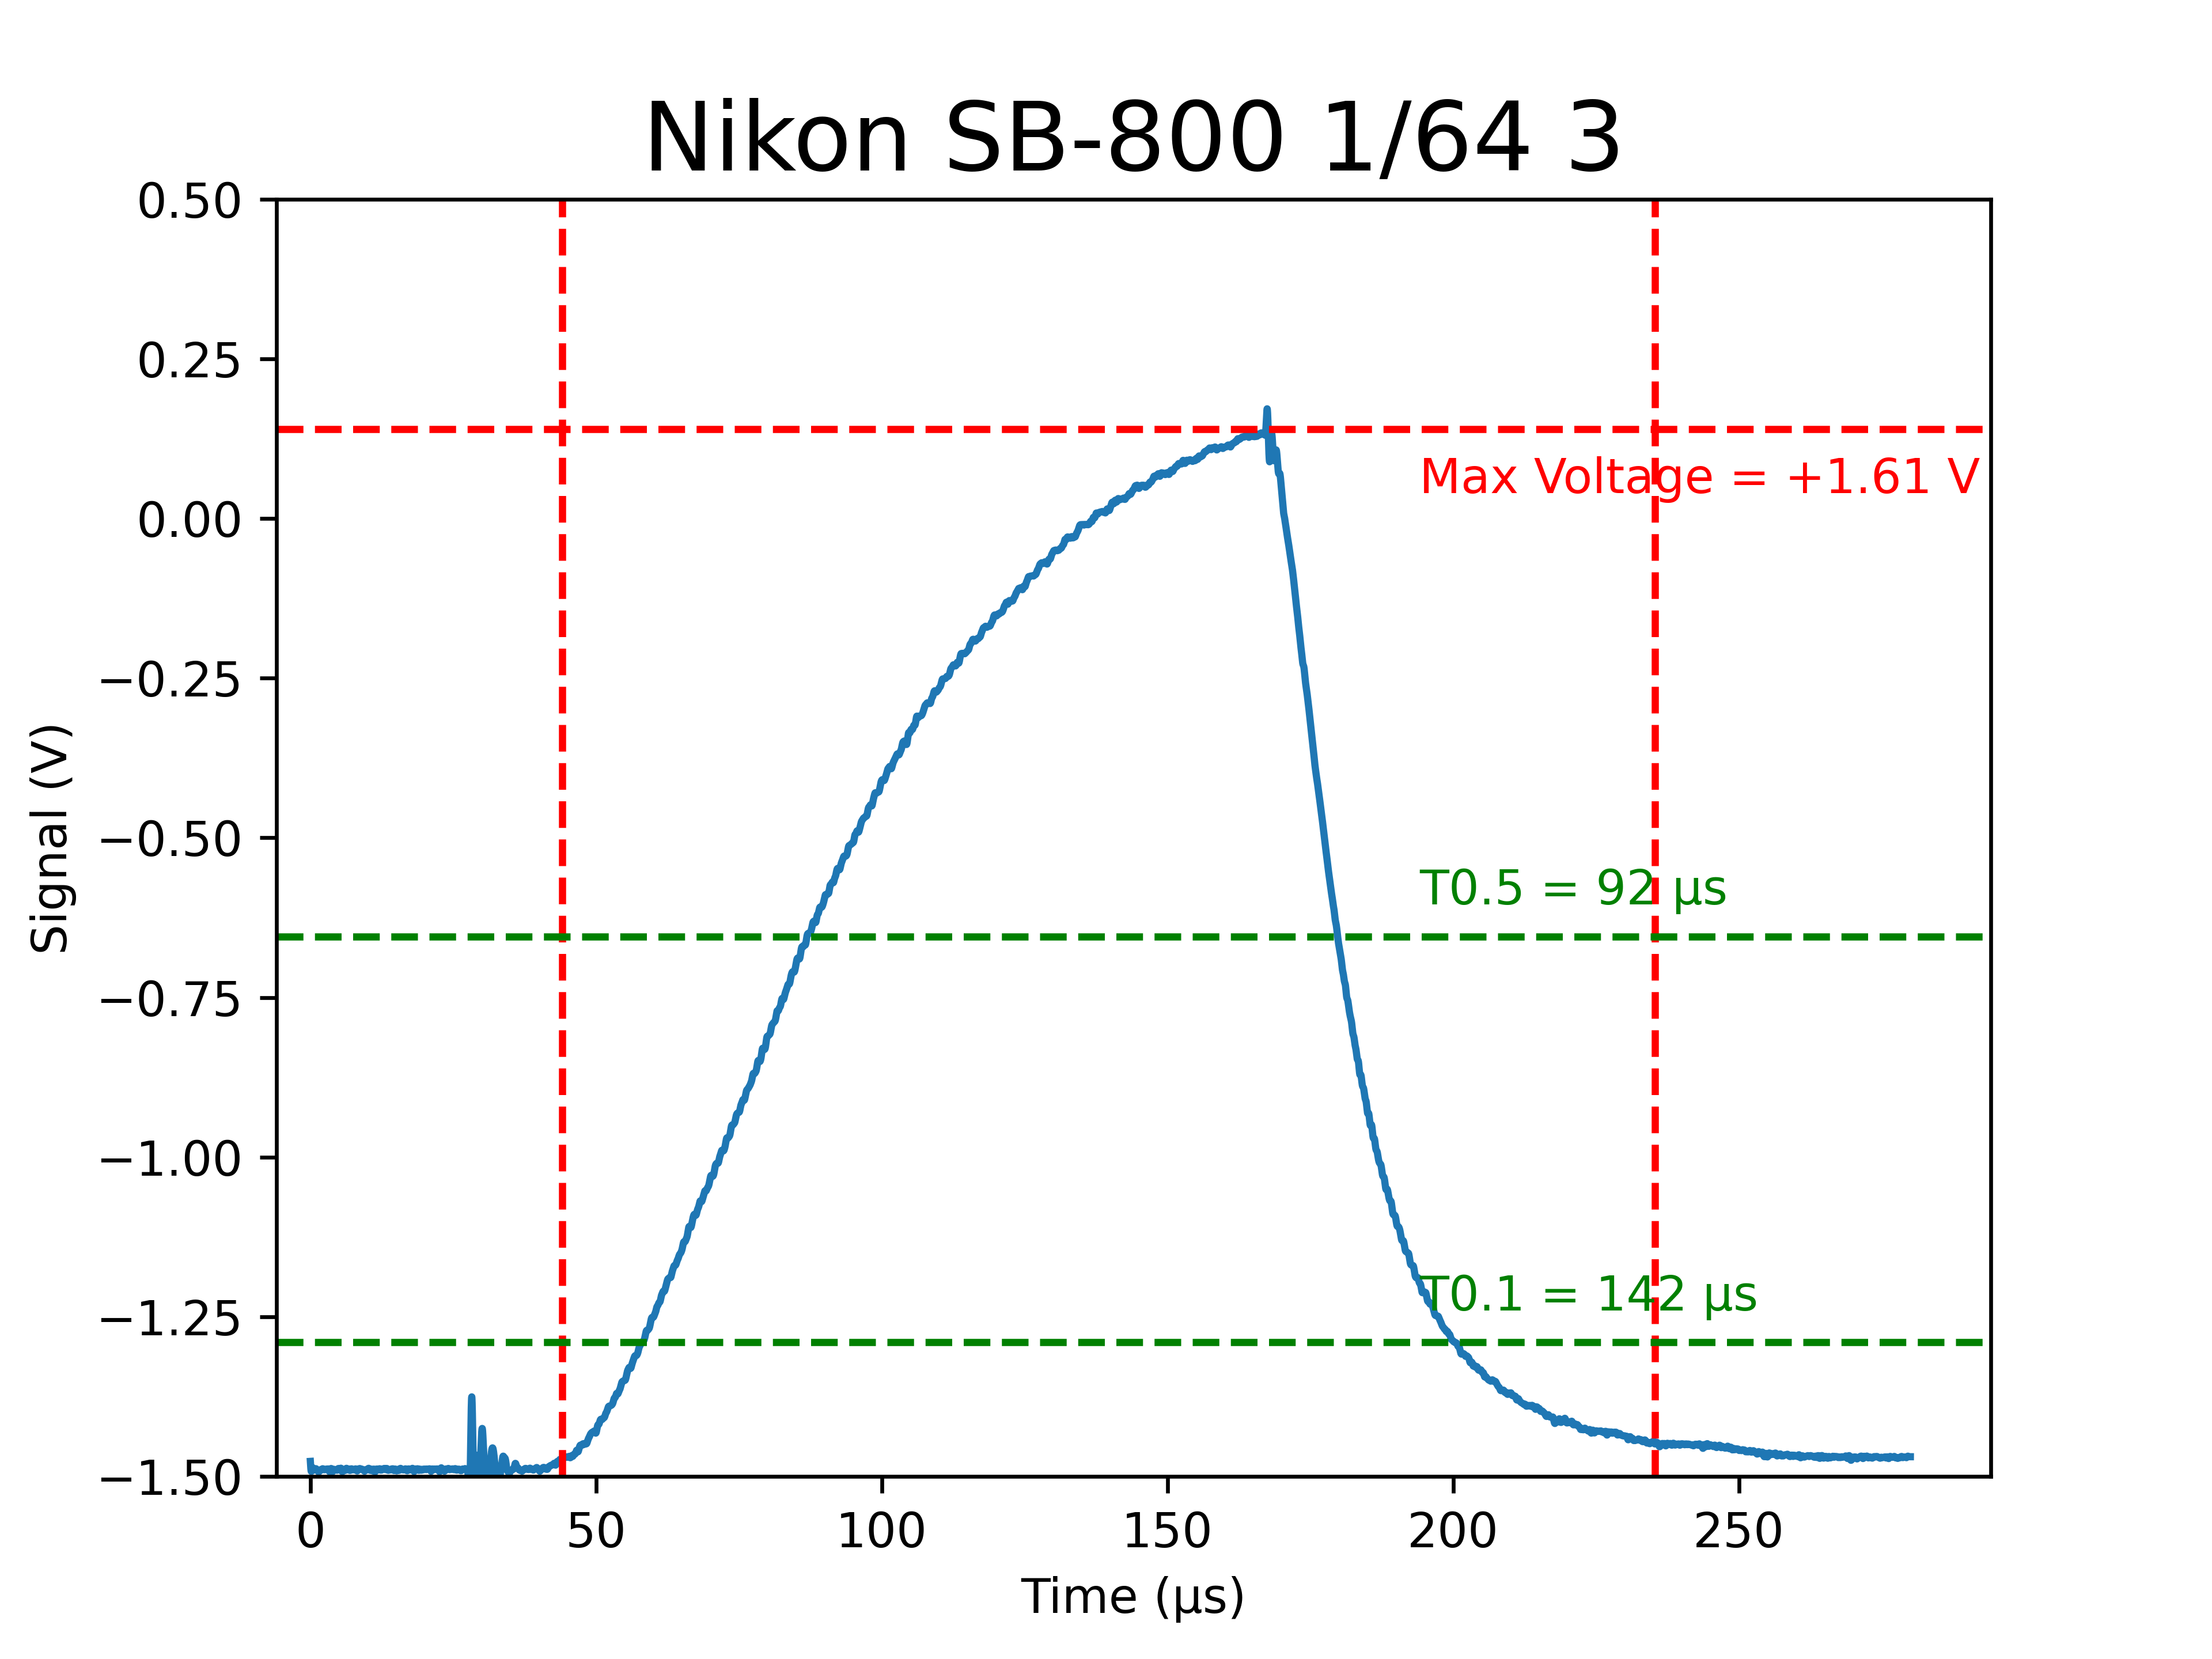 Nikon SB-800 1/64 3
0.50
0.25
0.00
−0.25
−0.50
−0.75
−1.00
−1.25
−1.50
Signal (V)
Max Voltage = +1.61 V
T0.5 = 92 μs
T0.1 = 142 μs
0 50 100 150 200 250
Time (μs)